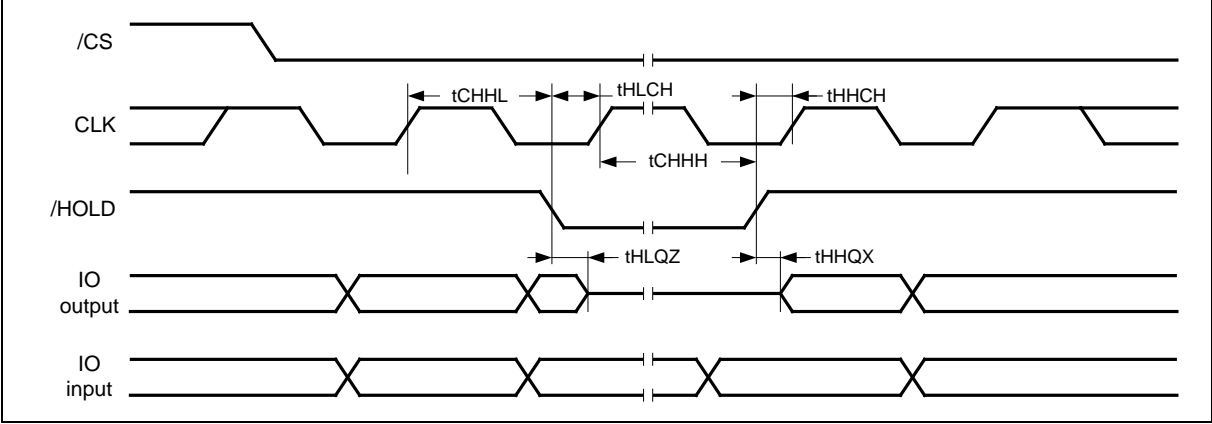 /CS
tCHHL
tHLCH
tHHCH
CLK
tCHHH
/HOLD
tHLQZ
tHHQX
IO
output
IO
input